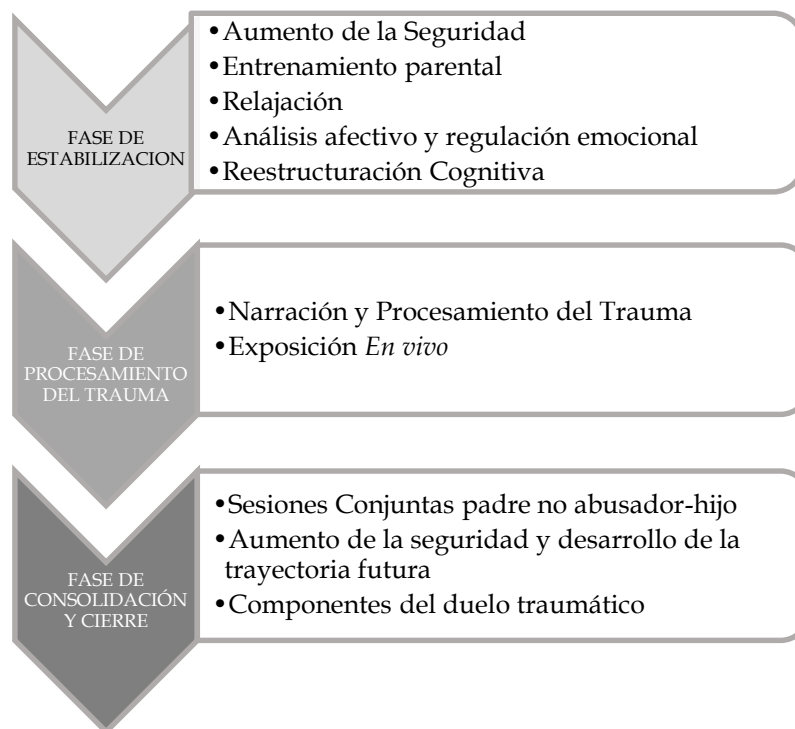 FASE DE
ESTABILIZACION
•Aumento de la Seguridad
•Entrenamiento parental
•Relajación
•Análisis afectivo y regulación emocional
•Reestructuración Cognitiva
FASE DE
PROCESAMIENTO
DEL TRAUMA
•Narración y Procesamiento del Trauma
•Exposición En vivo
FASE DE
CONSOLIDACIÓN
Y CIERRE
•Sesiones Conjuntas padre no abusador-hijo
•Aumento de la seguridad y desarrollo de la
trayectoria futura
•Componentes del duelo traumático